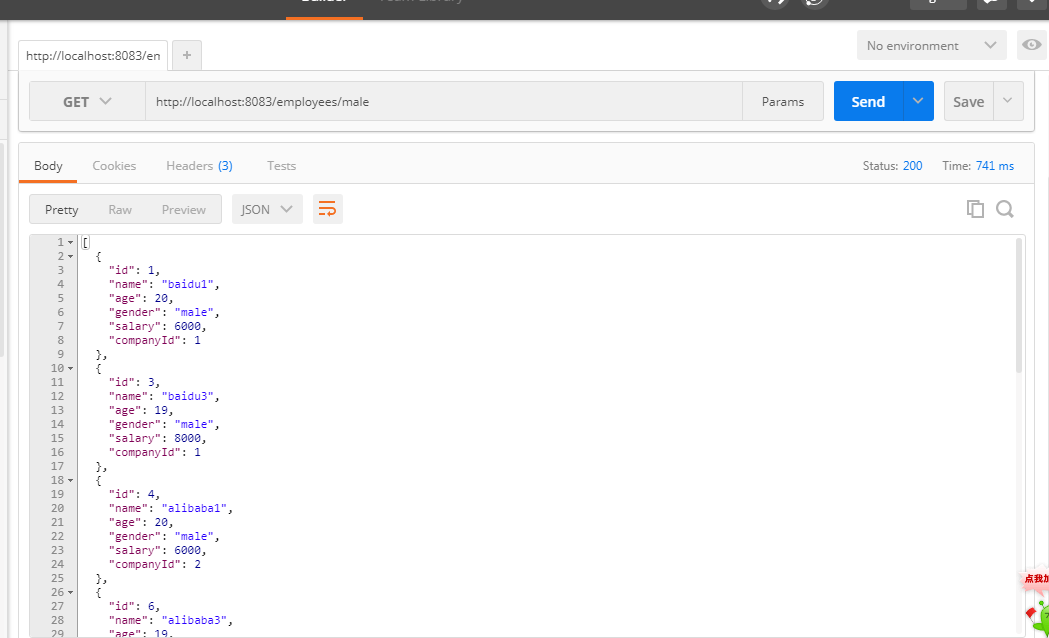 Builder Team Library
http://localhost:8083/en
+
No environment
GET
http://localhost:8083/employees/male
Params
Send
Save
Body
Cookies
Headers (3)
Tests
Status: 200
Time: 741 ms
Pretty
Raw
Preview
JSON
1 [
2 {
3 "id": 1,
4 "name": "baidu1",
5 "age": 20,
6 "gender": "male",
7 "salary": 6000,
8 "companyId": 1
9 },
10 {
11 "id": 3,
12 "name": "baidu3",
13 "age": 19,
14 "gender": "male",
15 "salary": 8000,
16 "companyId": 1
17 },
18 {
19 "id": 4,
20 "name": "alibaba1",
21 "age": 20,
22 "gender": "male",
23 "salary": 6000,
24 "companyId": 2
25 },
26 {
27 "id": 6,
28 "name": "alibaba3",
29 "age": 19,
点我加